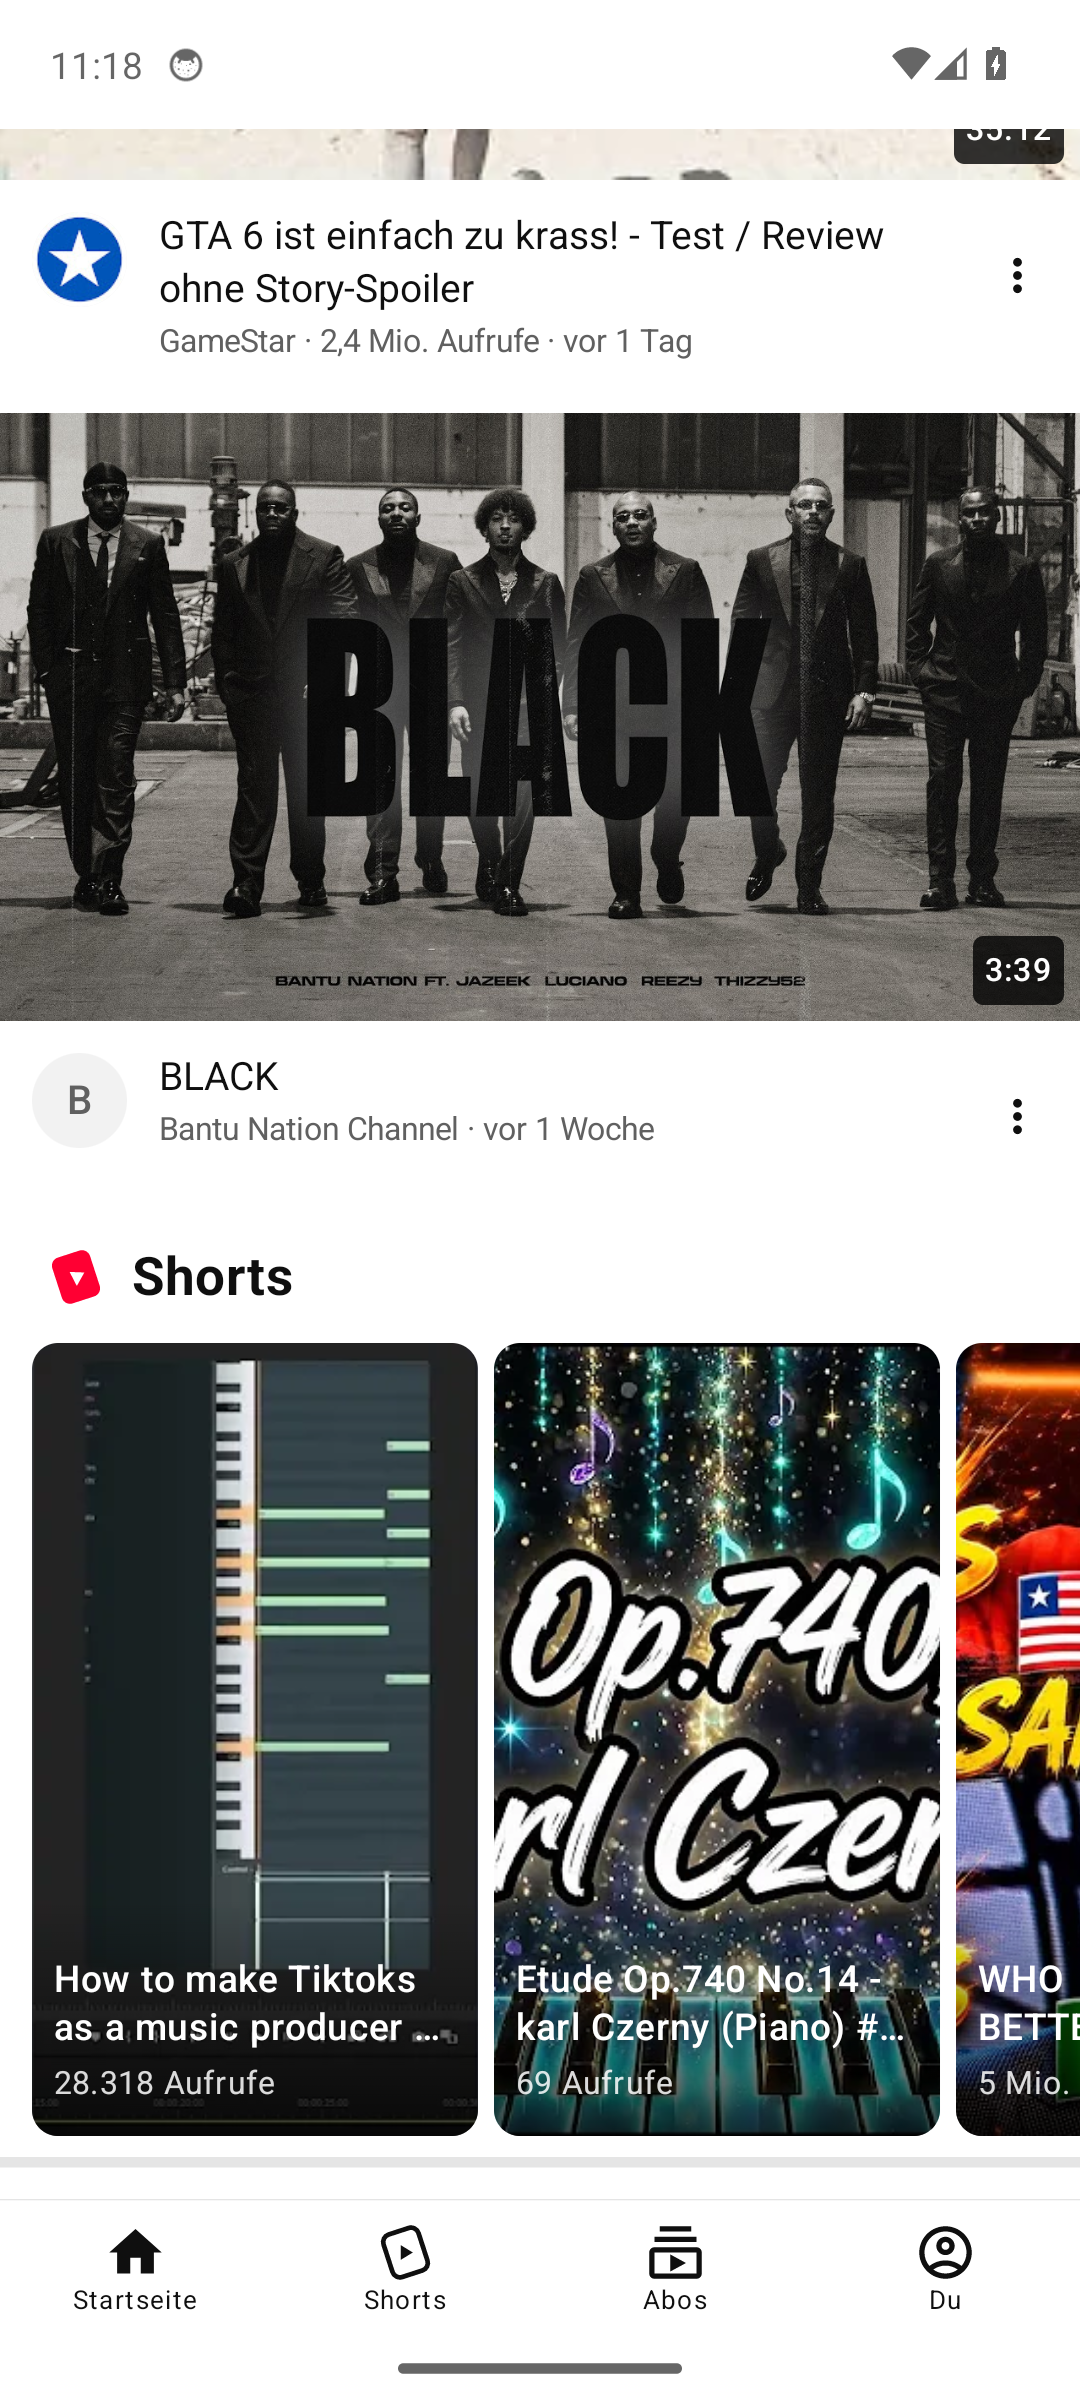 11:18
35:12
GTA 6 ist einfach zu krass! - Test / Review
ohne Story-Spoiler
GameStar · 2,4 Mio. Aufrufe · vor 1 Tag
BLACK
BANTU NATION FT. JAZEEK LUCIANO REEZY THIZZY52
3:39
B
BLACK
Bantu Nation Channel · vor 1 Woche
Shorts
How to make Tiktoks
as a music producer ...
28.318 Aufrufe
Op.740,
rl Czer
Etude Op.740 No.14 -
karl Czerny (Piano) #...
69 Aufrufe
S
SA
WHO
BETTE
5 Mio.
Startseite
Shorts
Abos
Du